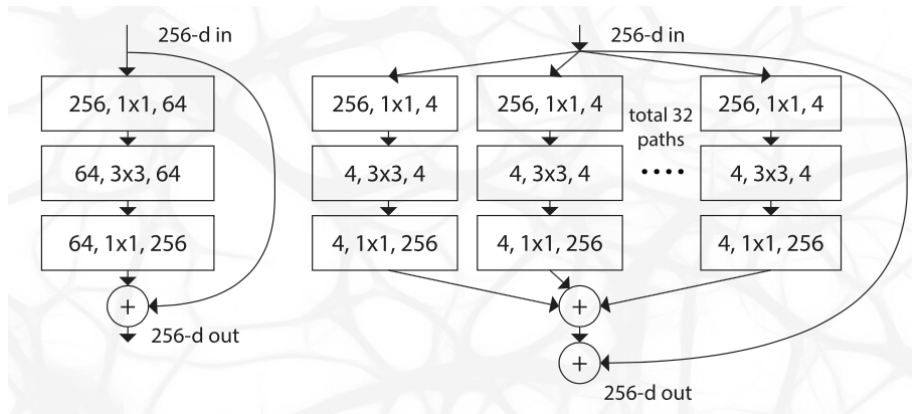 256-d in
256, 1x1, 64
64, 3x3, 64
64, 1x1, 256
+
256-d out
256-d in
256, 1x1, 4
256, 1x1, 4
total 32
paths
256, 1x1, 4
4, 3x3, 4
4, 3x3, 4
....
4, 3x3, 4
4, 1x1, 256
4, 1x1, 256
4, 1x1, 256
+
+
256-d out